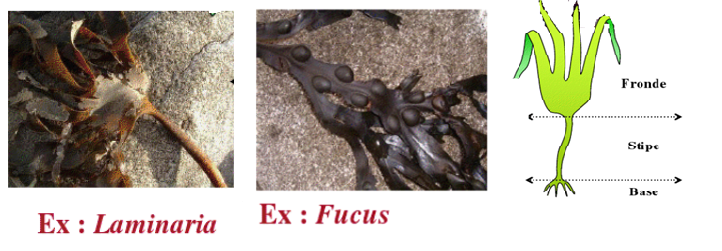 Ex : Laminaria
Ex : Fucus
Fronde
Stipe
Base